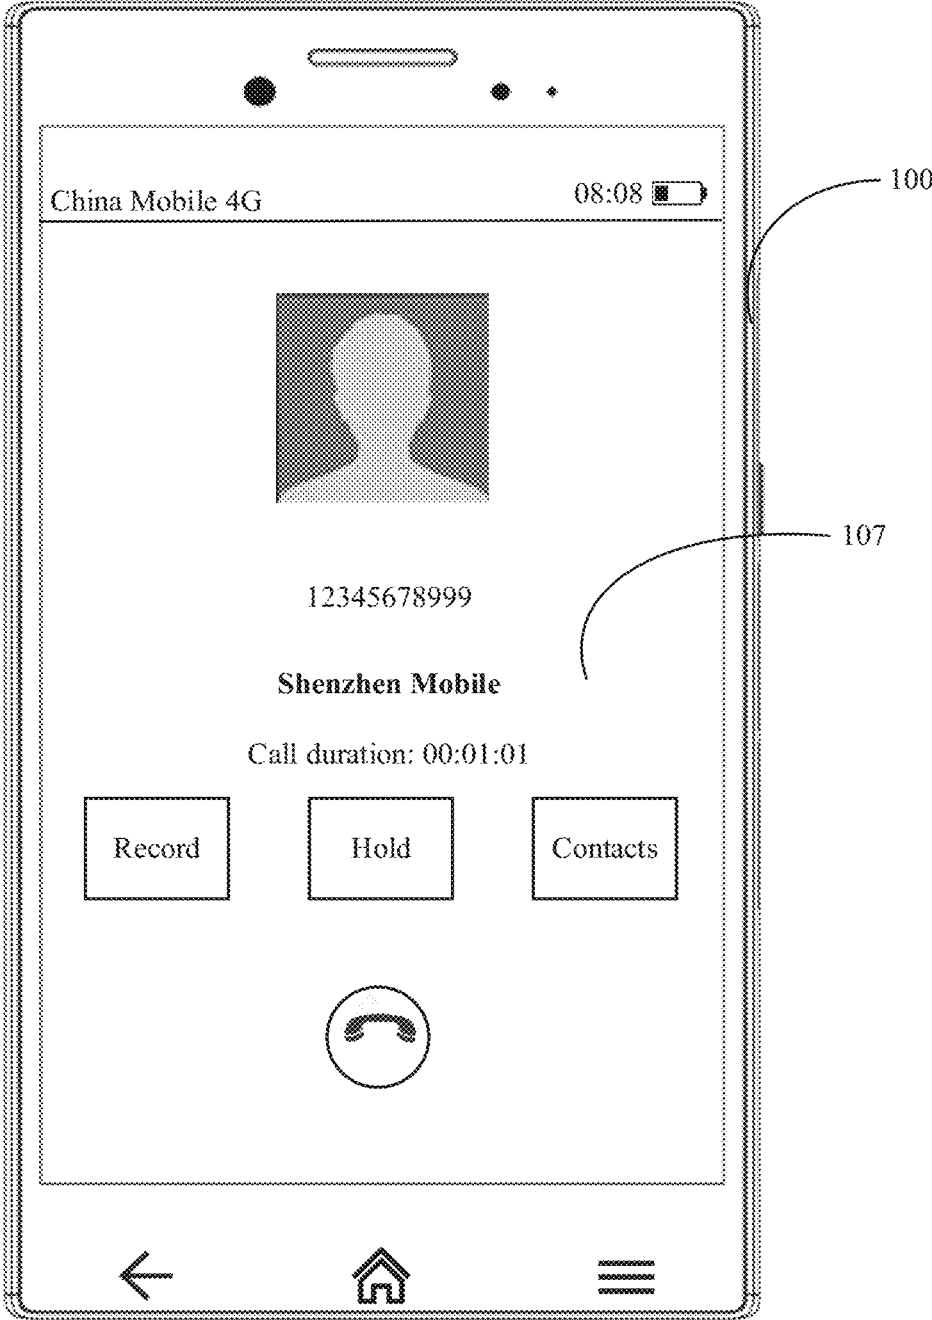 China Mobile 4G
08:08
100
107
12345678999
Shenzhen Mobile
Call duration: 00:01:01
Record
Hold
Contacts